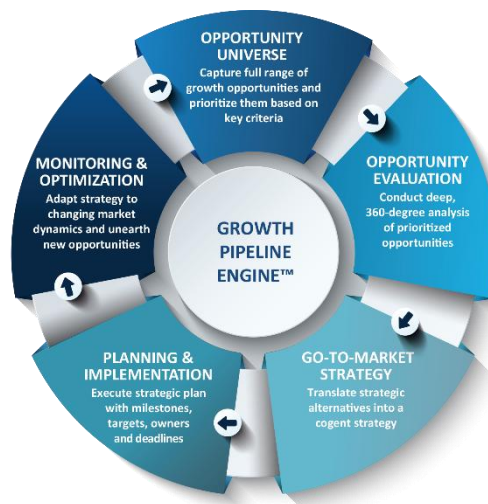 OPPORTUNITY
UNIVERSE
Capture full range of
growth opportunities and
prioritize them based on
key criteria
OPPORTUNITY
EVALUATION
Conduct deep,
360-degree analysis
of prioritized
opportunities
GO-TO-MARKET
STRATEGY
Translate strategic
alternatives into a
cogent strategy
PLANNING &
IMPLEMENTATION
Execute strategic plan
with milestones,
targets, owners
and deadlines
MONITORING &
OPTIMIZATION
Adapt strategy to
changing market
dynamics and unearth
new opportunities
GROWTH
PIPELINE
ENGINE™